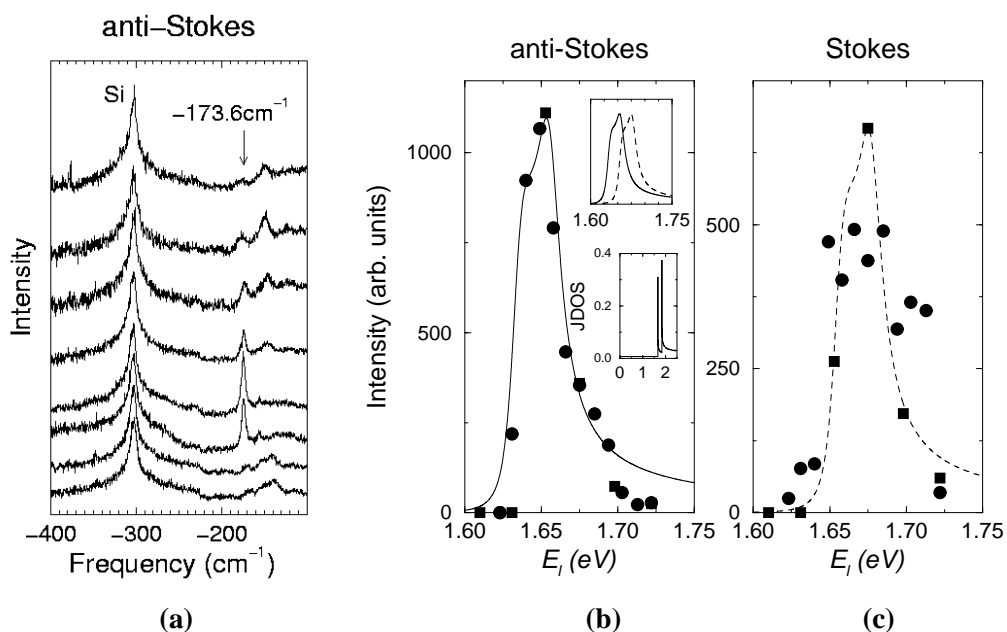 anti−Stokes
Si
−173.6cm⁻¹
Intensity
−400 −300 −200
Frequency (cm⁻¹)
(a)
anti-Stokes
Intensity (arb. units)
1000
500
0
1.60 1.65 1.70 1.75
E_l (eV)
1.60 1.75
JDOS
0.4
0.2
0.0
0 1 2
(b)
Stokes
500
250
0
1.60 1.65 1.70 1.75
E_l (eV)
(c)